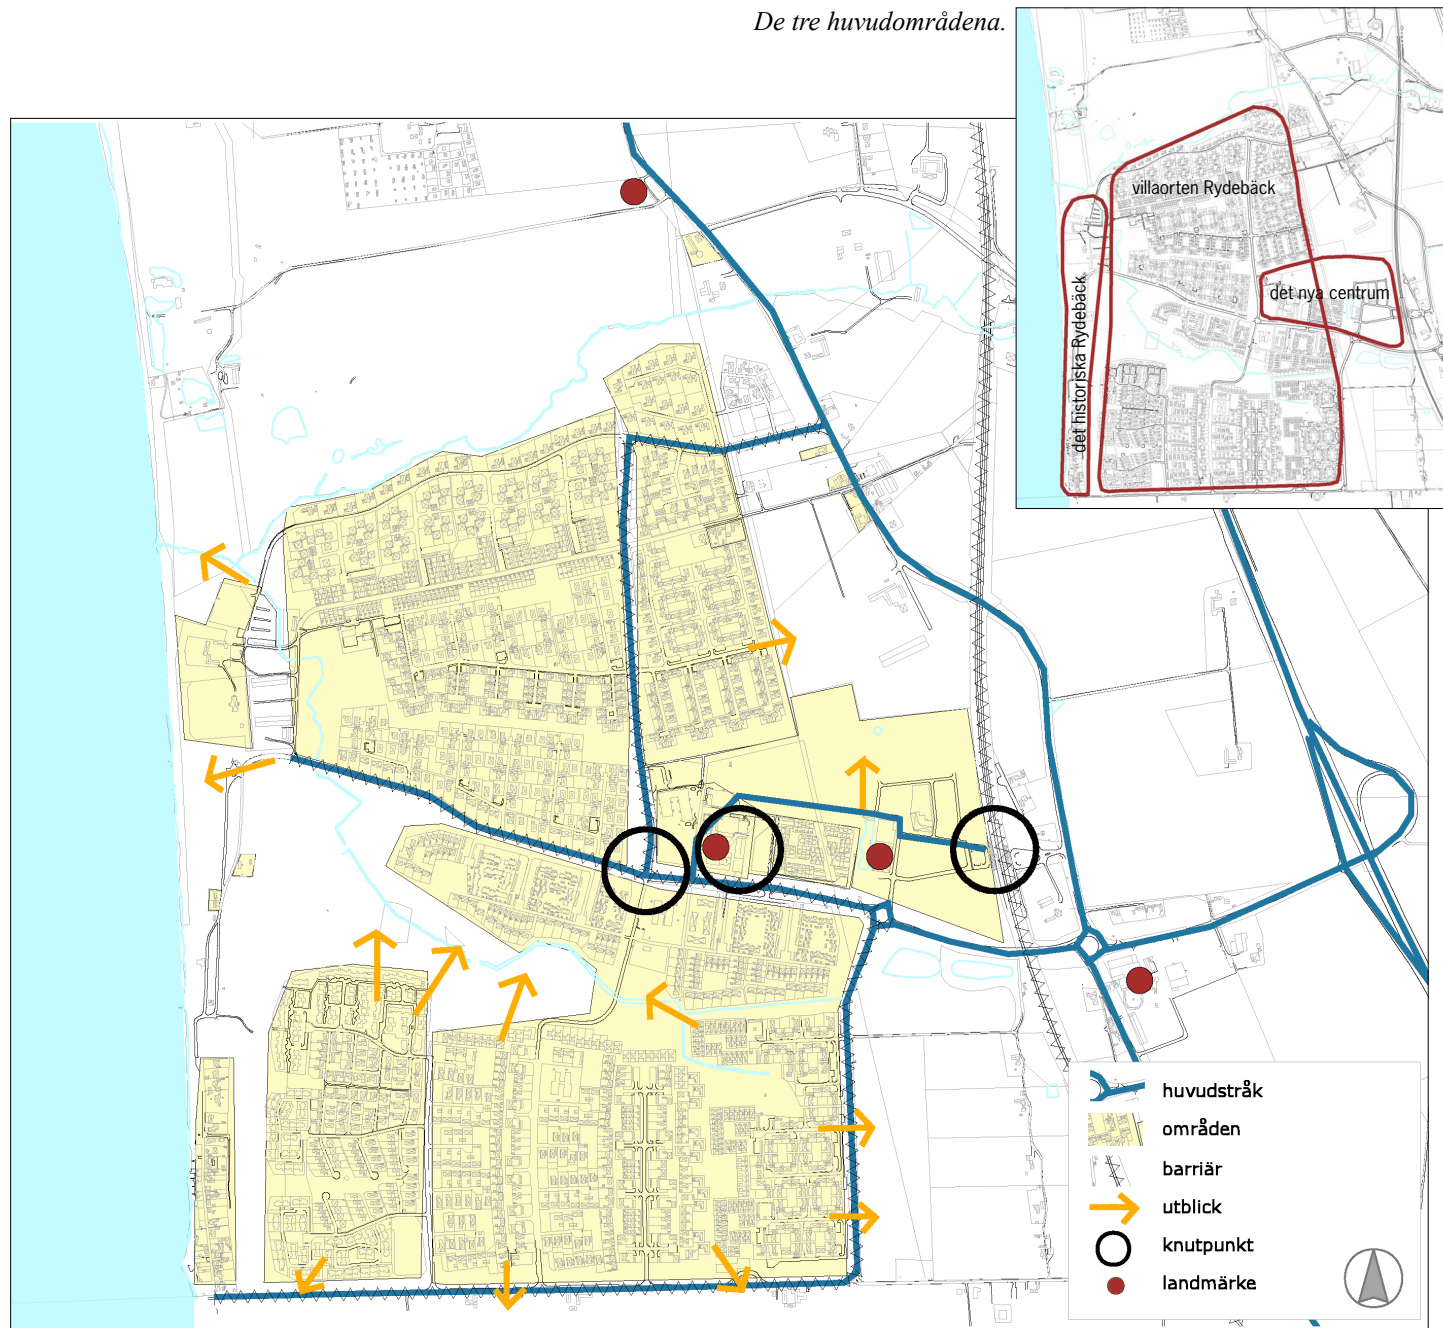 De tre huvudområdena.
villaorten Rydebäck
det nya centrum
det historiska Rydebäck
huvudstråk
områden
barriär
utblick
knutpunkt
landmärke